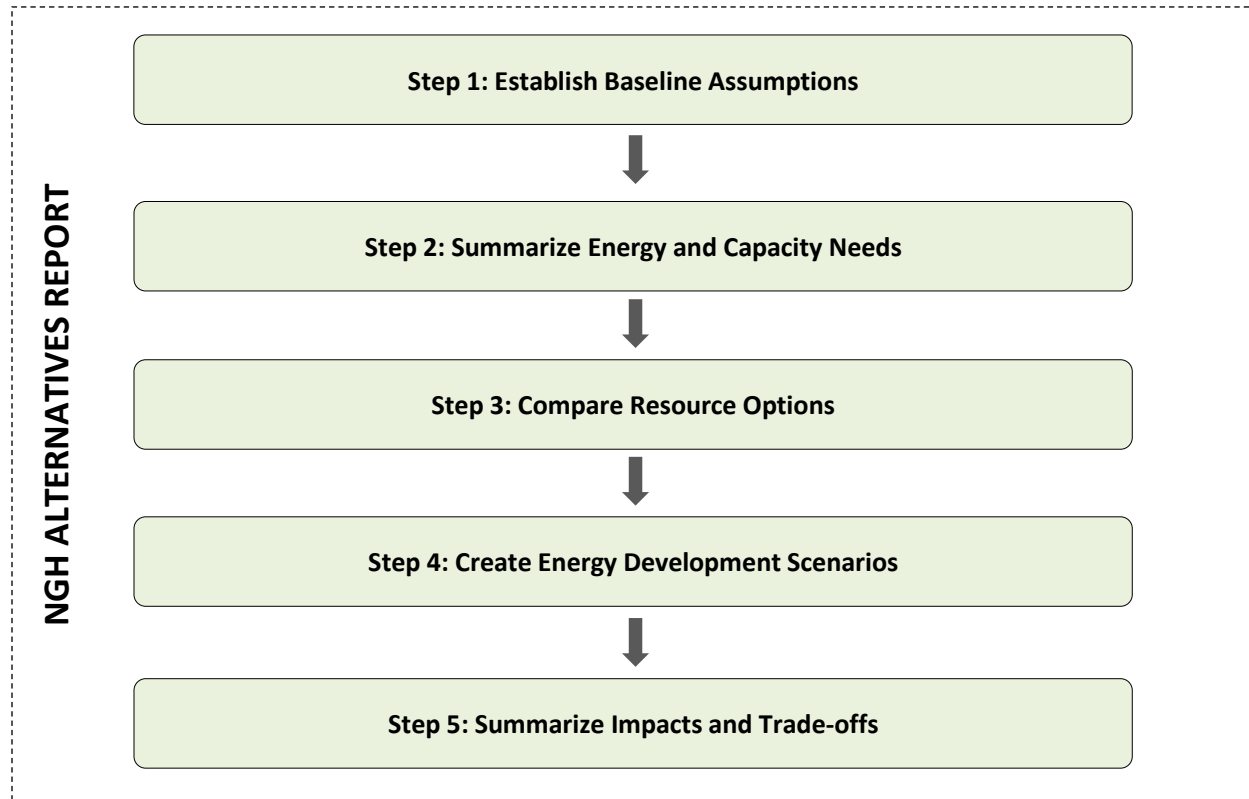 NGH ALTERNATIVES REPORT
Step 1: Establish Baseline Assumptions
Step 2: Summarize Energy and Capacity Needs
Step 3: Compare Resource Options
Step 4: Create Energy Development Scenarios
Step 5: Summarize Impacts and Trade-offs